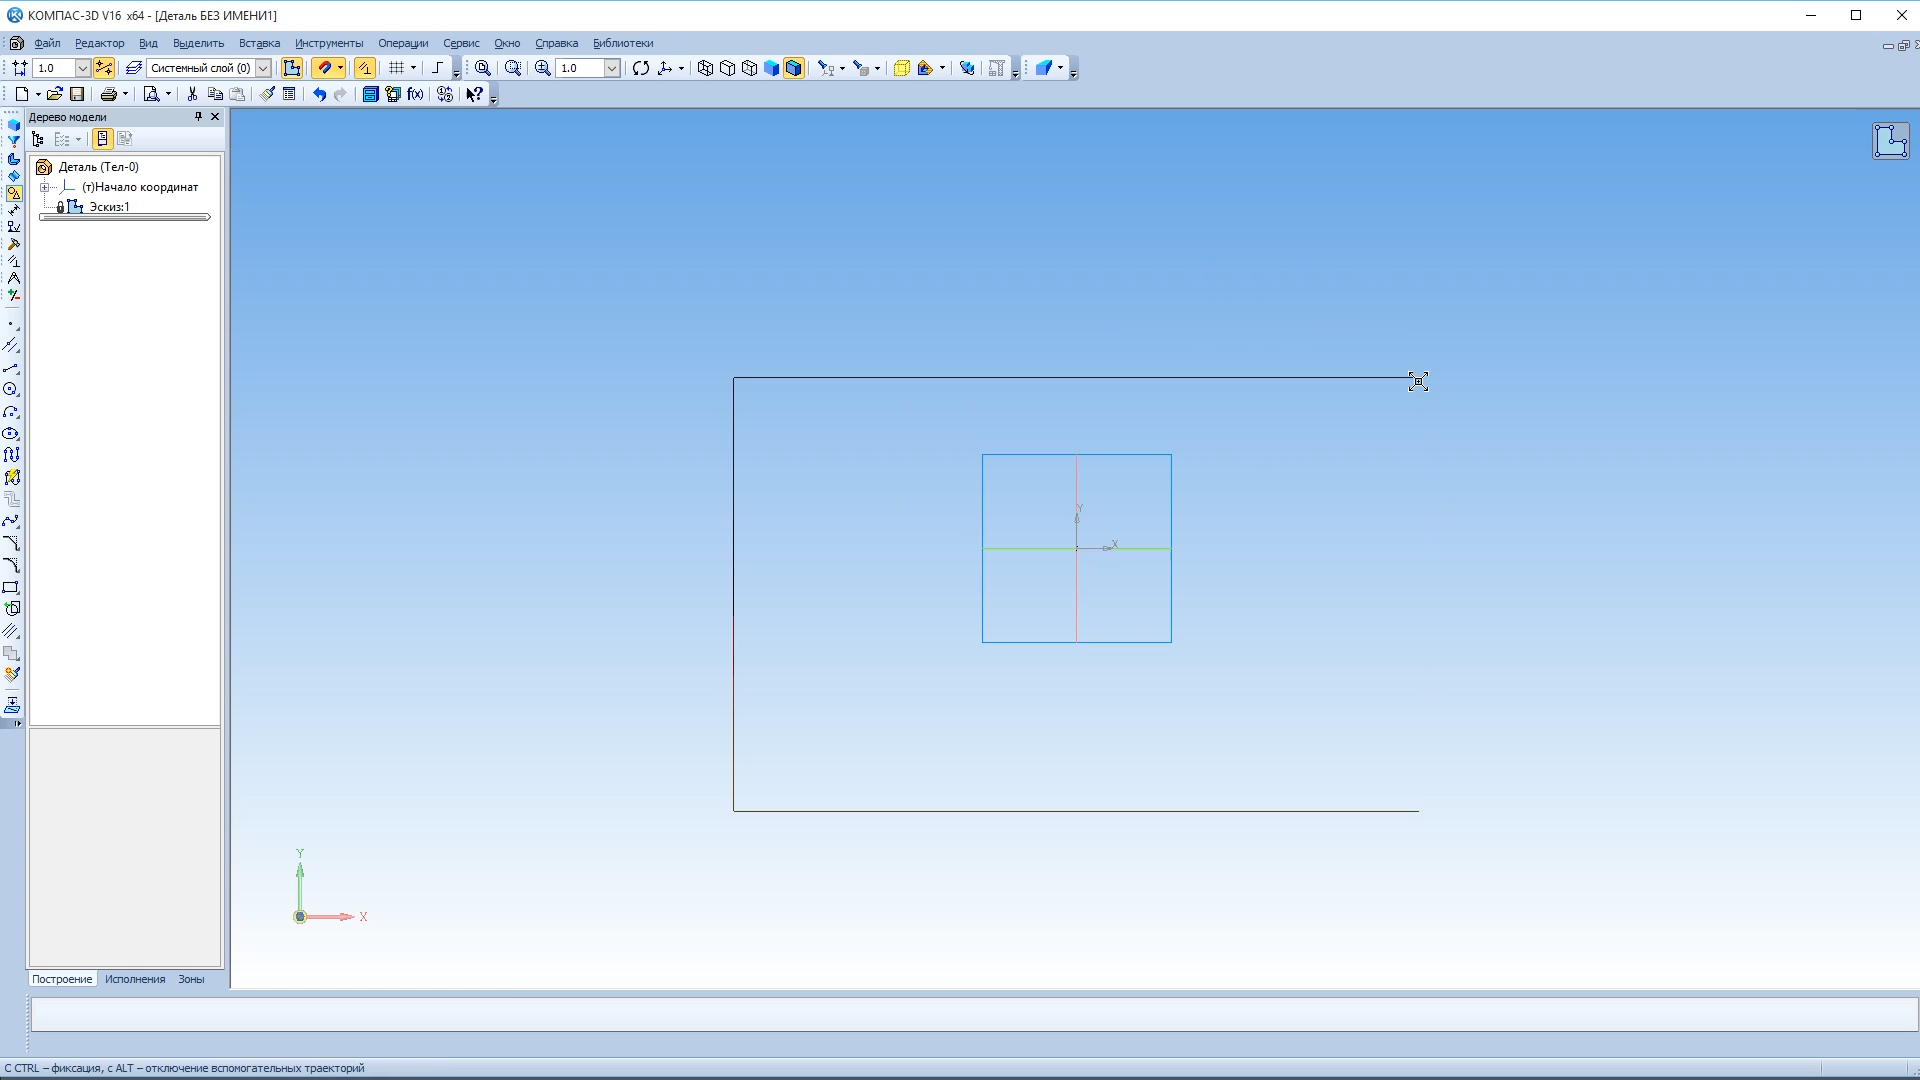 КОМПАС-3D V16  x64 - [Деталь БЕЗ ИМЕНИ1]
Файл Редактор Вид Выделить Вставка Инструменты Операции Сервис Окно Справка Библиотеки
1.0 Системный слой (0) 1.0
f(x)
Дерево модели
Деталь (Тел-0)
(т)Начало координат
Эскиз:1
Y
X
Y
X
Построение Исполнения Зоны
С CTRL – фиксация, с ALT – отключение вспомогательных траекторий